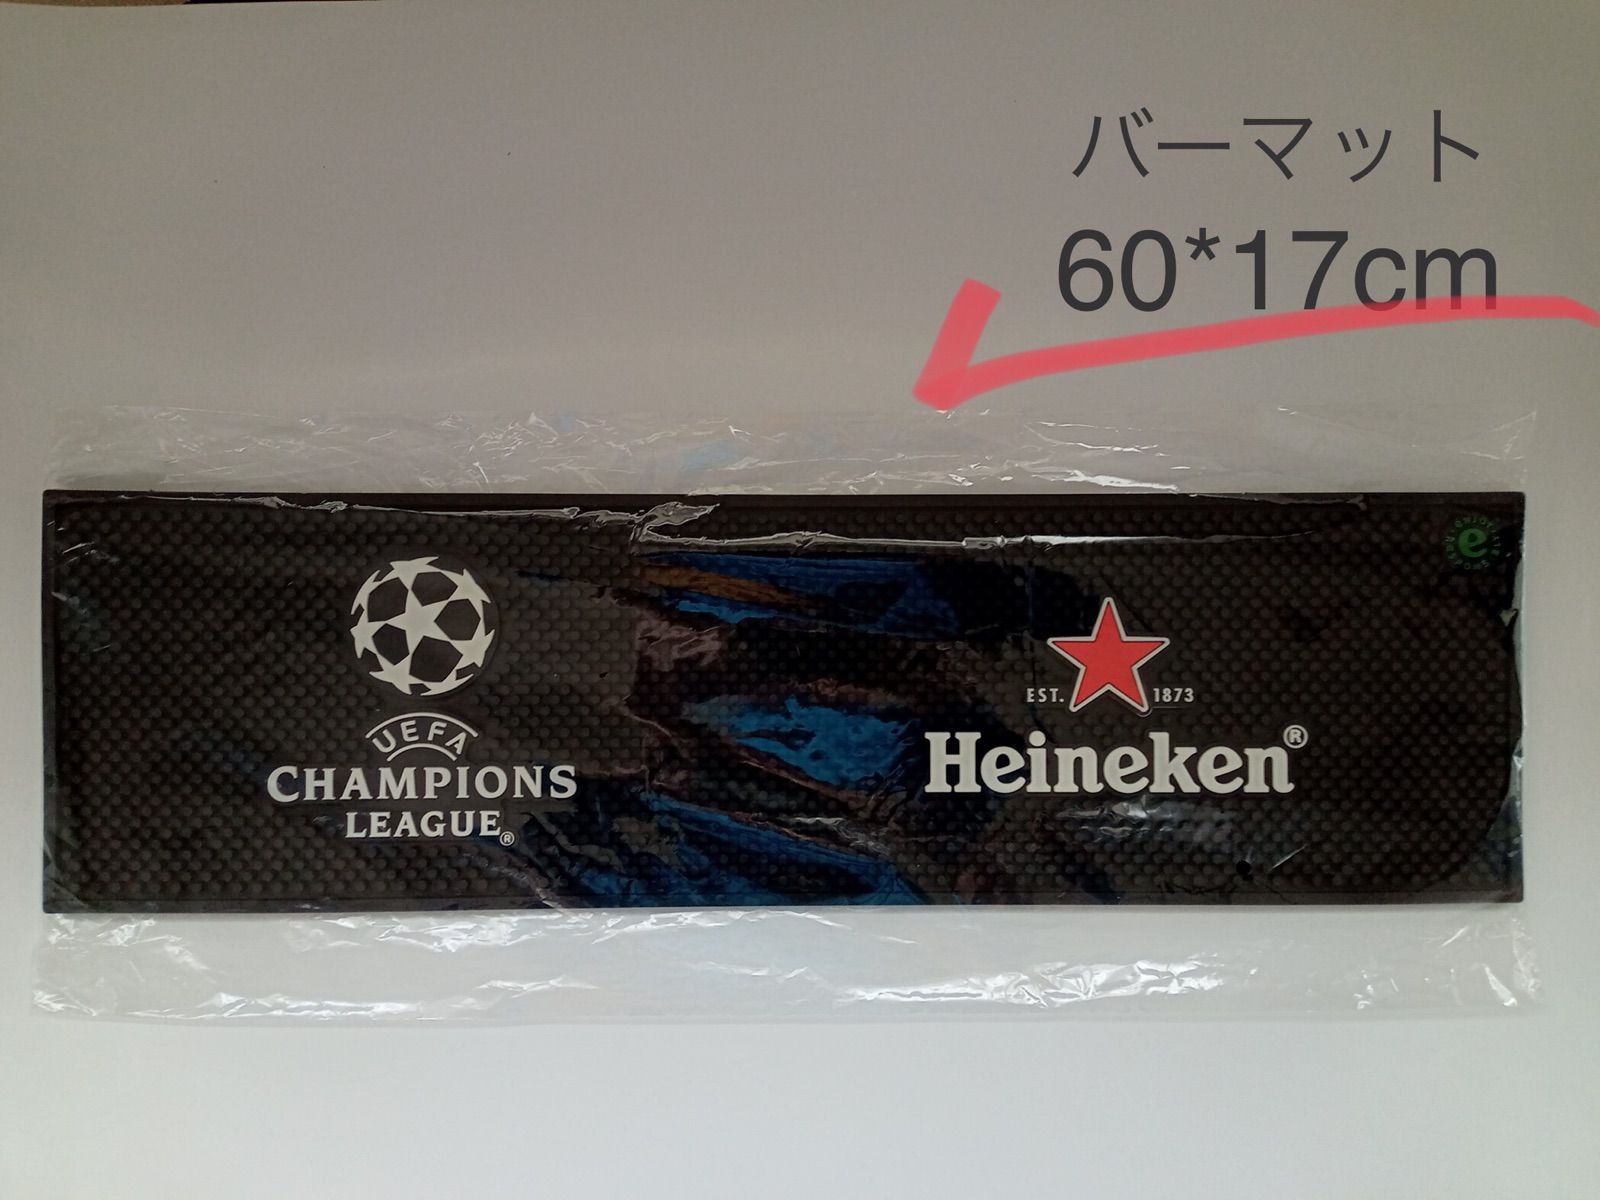 バーマット
60*17cm
UEFA
CHAMPIONS
LEAGUE®
EST. 1873
Heineken®
e